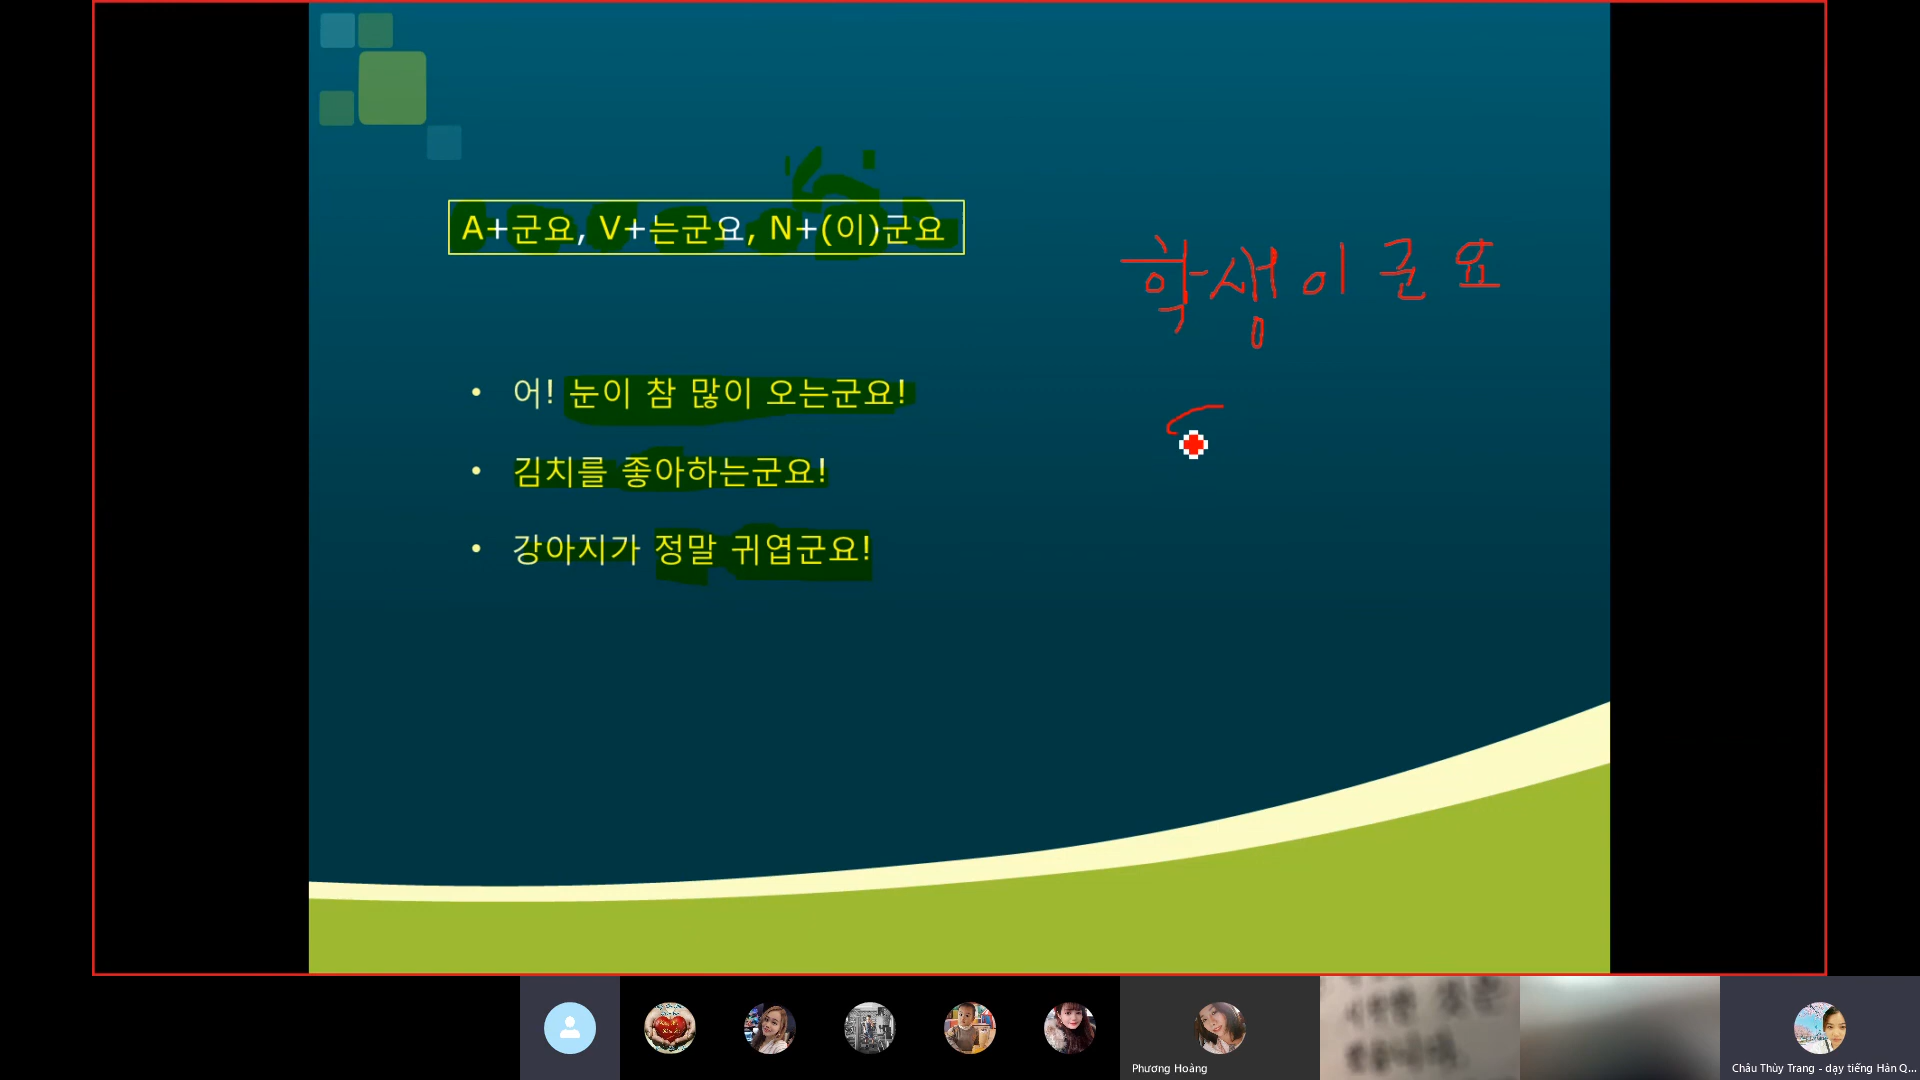 A+군요, V+는군요, N+(이)군요
학생이군요
• 어! 눈이 참 많이 오는군요!
• 김치를 좋아하는군요!
• 강아지가 정말 귀엽군요!
Phương Hoàng
Châu Thùy Trang - dạy tiếng Hàn Q...